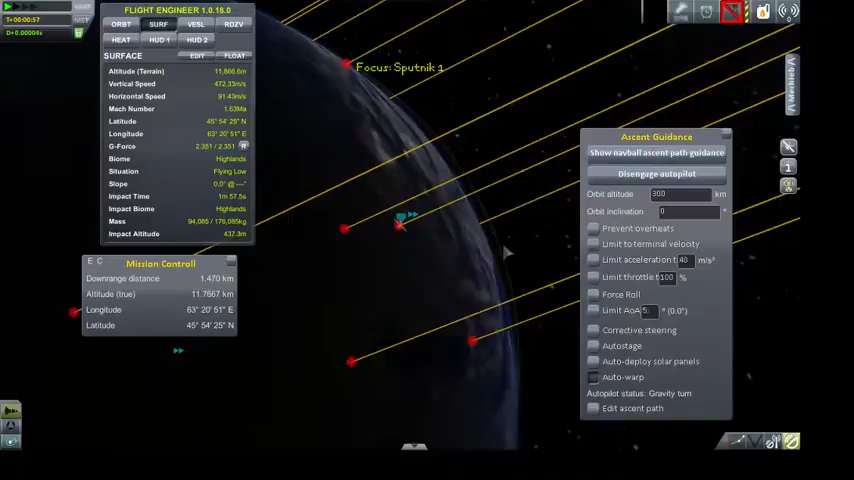 T+ 00:00:57
MET
D+ 0.00004s
FLIGHT ENGINEER 1.0.18.0
ORBT SURF VESL RDZV
HEAT HUD 1 HUD 2
SURFACE EDIT FLOAT
Altitude (Terrain) 11,866.6m
Vertical Speed 472.33m/s
Horizontal Speed 91.43m/s
Mach Number 1.63Ma
Latitude 45° 54' 25" N
Longitude 63° 20' 51" E
G-Force 2.351 / 2.351 R
Biome Highlands
Situation Flying Low
Slope 0.0° @ ---°
Impact Time 1m 57.5s
Impact Biome Highlands
Mass 94,085 / 176,085kg
Impact Altitude 437.3m
E C
Mission Controll
Downrange distance 1.470 km
Altitude (true) 11.7667 km
Longitude 63° 20' 51" E
Latitude 45° 54' 25" N
Focus: Sputnik 1
Ascent Guidance
Show navball ascent path guidance
Disengage autopilot
Orbit altitude 300 km
Orbit inclination 0 °
Prevent overheats
Limit to terminal velocity
Limit acceleration t 40 m/s²
Limit throttle t 100 %
Force Roll
Limit AoA 5 ° (0.0°)
Corrective steering
Autostage
Auto-deploy solar panels
Auto-warp
Autopilot status: Gravity turn
Edit ascent path
MechJeb